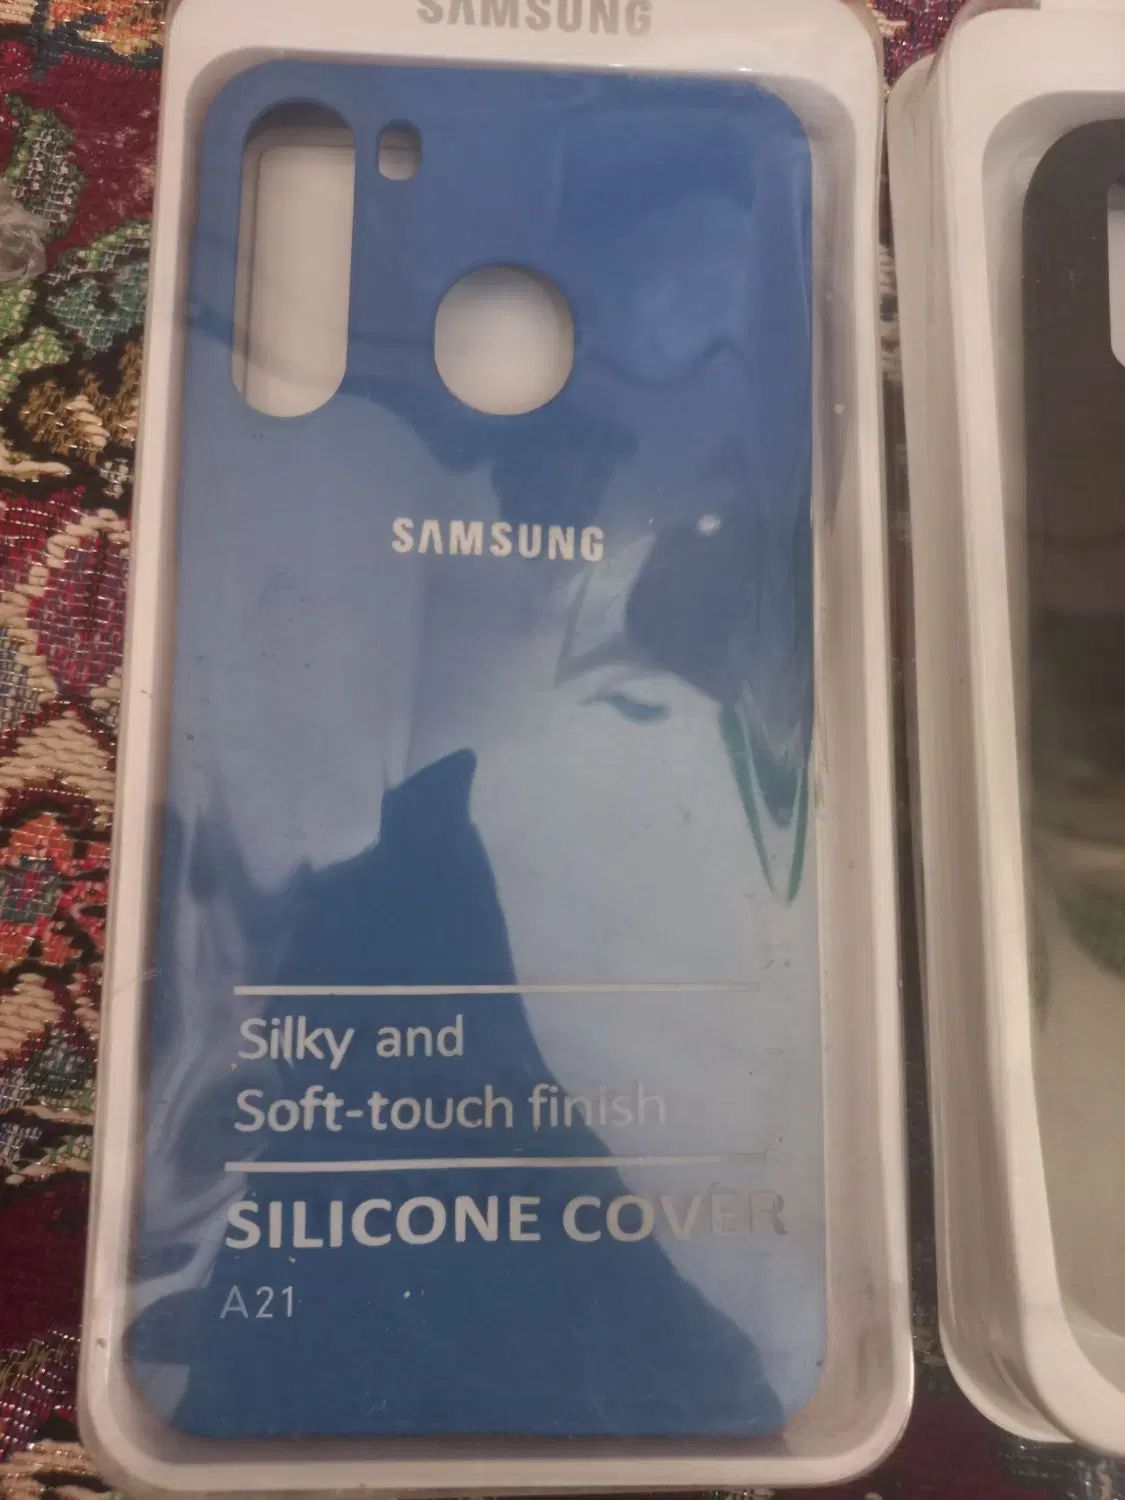 SAMSUNG
SAMSUNG
Silky and
Soft-touch finish
SILICONE COVER
A21